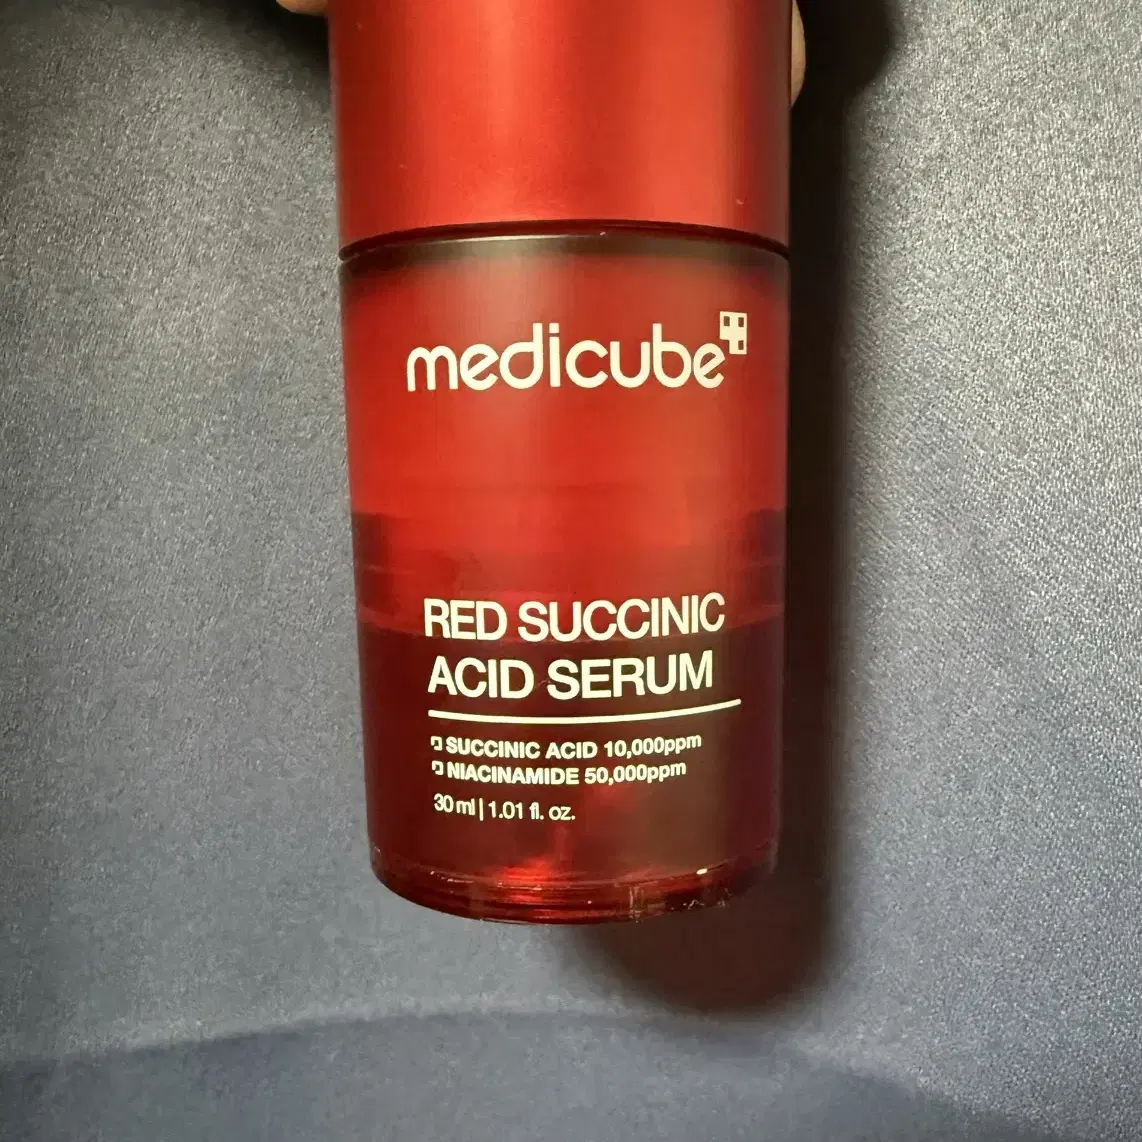 medicube
RED SUCCINIC
ACID SERUM
SUCCINIC ACID 10,000ppm
NIACINAMIDE 50,000ppm
30 ml | 1.01 fl. oz.